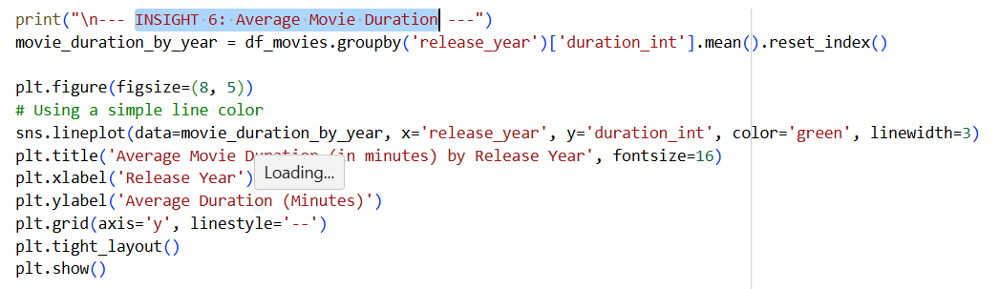 print("\n--- INSIGHT 6: Average Movie Duration ---")
movie_duration_by_year = df_movies.groupby('release_year')['duration_int'].mean().reset_index()
plt.figure(figsize=(8, 5))
# Using a simple line color
sns.lineplot(data=movie_duration_by_year, x='release_year', y='duration_int', color='green', linewidth=3)
plt.title('Average Movie Duration (in minutes) by Release Year', fontsize=16)
Loading...
plt.xlabel('Release Year')
plt.ylabel('Average Duration (Minutes)')
plt.grid(axis='y', linestyle='--')
plt.tight_layout()
plt.show()